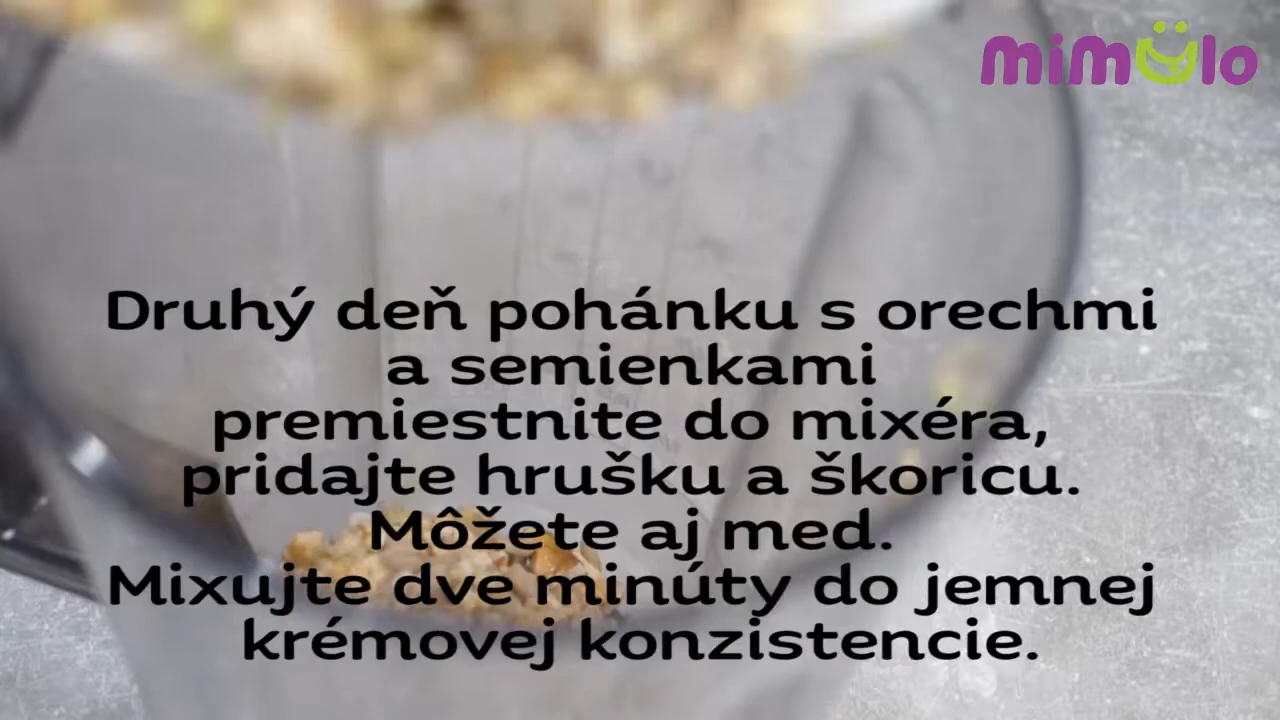 mimulo
Druhý deň pohánku s orechmi
a semienkami
premiestnite do mixéra,
pridajte hrušku a škoricu.
Môžete aj med.
Mixujte dve minúty do jemnej
krémovej konzistencie.